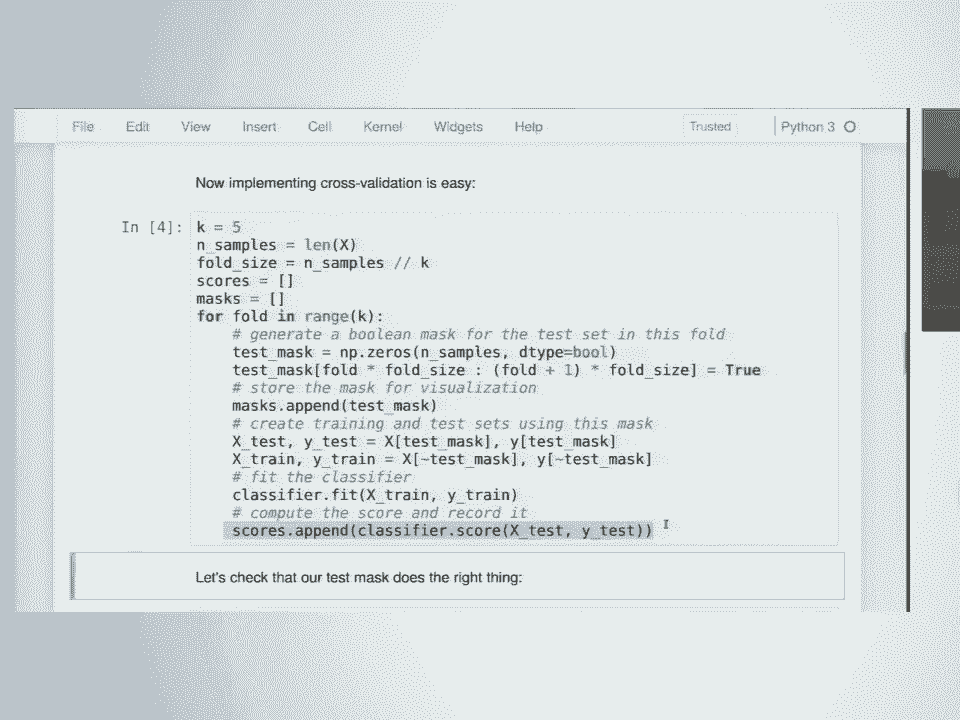 File Edit View Insert Cell Kernel Widgets Help Trusted Python 3
Now implementing cross-validation is easy:
In [4]: k = 5
n_samples = len(X)
fold_size = n_samples // k
scores = []
masks = []
for fold in range(k):
    # generate a boolean mask for the test set in this fold
    test_mask = np.zeros(n_samples, dtype=bool)
    test_mask[fold * fold_size : (fold + 1) * fold_size] = True
    # store the mask for visualization
    masks.append(test_mask)
    # create training and test sets using this mask
    X_test, y_test = X[test_mask], y[test_mask]
    X_train, y_train = X[~test_mask], y[~test_mask]
    # fit the classifier
    classifier.fit(X_train, y_train)
    # compute the score and record it
    scores.append(classifier.score(X_test, y_test))
Let's check that our test mask does the right thing: